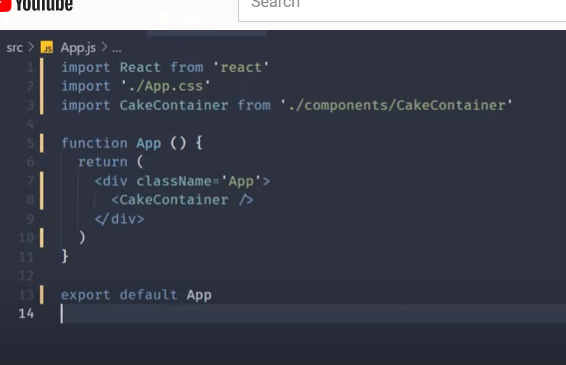 YouTube
Search
src > JS App.js > ...
1 import React from 'react'
2 import './App.css'
3 import CakeContainer from './components/CakeContainer'
4
5 function App () {
6   return (
7     <div className='App'>
8       <CakeContainer />
9     </div>
10   )
11 }
12
13 export default App
14